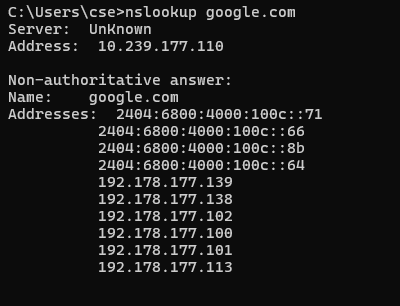 C:\Users\cse>nslookup google.com
Server:  UnKnown
Address:  10.239.177.110

Non-authoritative answer:
Name:    google.com
Addresses:  2404:6800:4000:100c::71
          2404:6800:4000:100c::66
          2404:6800:4000:100c::8b
          2404:6800:4000:100c::64
          192.178.177.139
          192.178.177.138
          192.178.177.102
          192.178.177.100
          192.178.177.101
          192.178.177.113